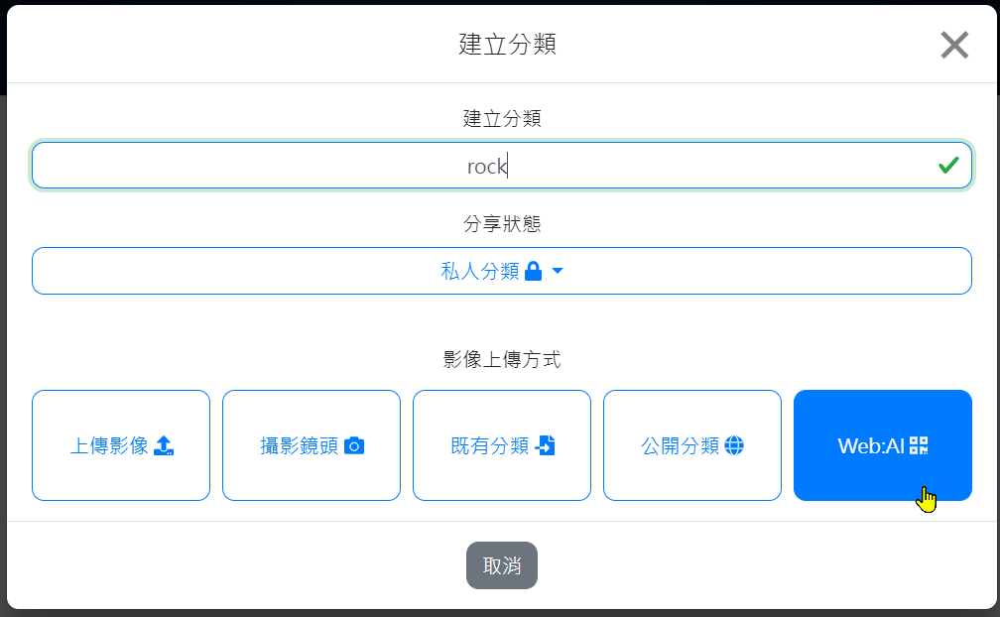 建立分類
建立分類
rock
分享狀態
私人分類
影像上傳方式
上傳影像
攝影鏡頭
既有分類
公開分類
Web:AI
取消